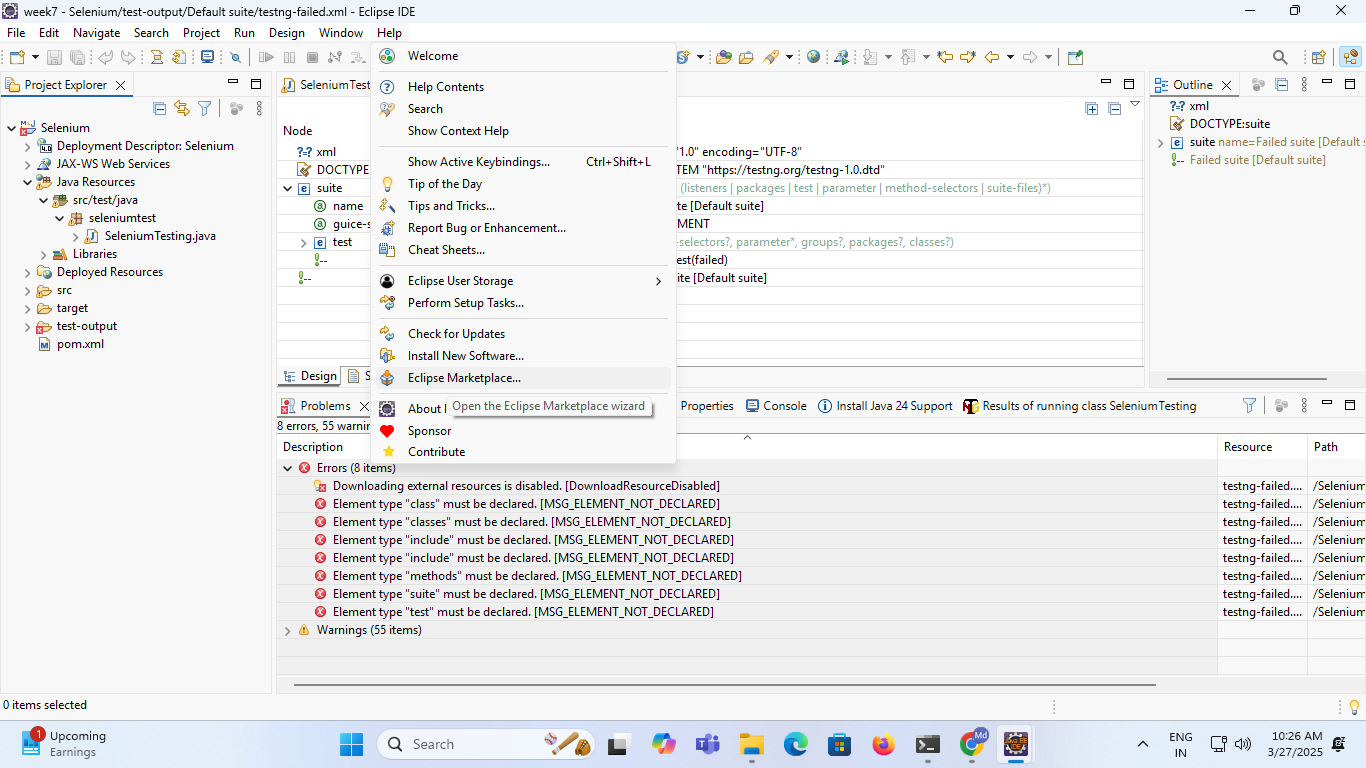 week7 - Selenium/test-output/Default suite/testng-failed.xml - Eclipse IDE
File Edit Navigate Search Project Run Design Window Help
Project Explorer
Selenium
Deployment Descriptor: Selenium
JAX-WS Web Services
Java Resources
src/test/java
seleniumtest
SeleniumTesting.java
Libraries
Deployed Resources
src
target
test-output
pom.xml
SeleniumTest
Node
xml
"1.0" encoding="UTF-8"
DOCTYPE
TEM "https://testng.org/testng-1.0.dtd"
suite
(listeners | packages | test | parameter | method-selectors | suite-files)*)
name
te [Default suite]
guice-s
MENT
test
-selectors?, parameter*, groups?, packages?, classes?)
est(failed)
ite [Default suite]
Design
S
Welcome
Help Contents
Search
Show Context Help
Show Active Keybindings... Ctrl+Shift+L
Tip of the Day
Tips and Tricks...
Report Bug or Enhancement...
Cheat Sheets...
Eclipse User Storage
Perform Setup Tasks...
Check for Updates
Install New Software...
Eclipse Marketplace...
About
Open the Eclipse Marketplace wizard
Sponsor
Contribute
Outline
xml
DOCTYPE:suite
suite name=Failed suite [Default s
Failed suite [Default suite]
Problems
Properties
Console
Install Java 24 Support
Results of running class SeleniumTesting
8 errors, 55 warnin
Description Resource Path
Errors (8 items)
Downloading external resources is disabled. [DownloadResourceDisabled] testng-failed.... /Selenium
Element type "class" must be declared. [MSG_ELEMENT_NOT_DECLARED] testng-failed.... /Selenium
Element type "classes" must be declared. [MSG_ELEMENT_NOT_DECLARED] testng-failed.... /Selenium
Element type "include" must be declared. [MSG_ELEMENT_NOT_DECLARED] testng-failed.... /Selenium
Element type "include" must be declared. [MSG_ELEMENT_NOT_DECLARED] testng-failed.... /Selenium
Element type "methods" must be declared. [MSG_ELEMENT_NOT_DECLARED] testng-failed.... /Selenium
Element type "suite" must be declared. [MSG_ELEMENT_NOT_DECLARED] testng-failed.... /Selenium
Element type "test" must be declared. [MSG_ELEMENT_NOT_DECLARED] testng-failed.... /Selenium
Warnings (55 items)
0 items selected
1
Upcoming
Earnings
Search
Md
ENG
IN
10:26 AM
3/27/2025